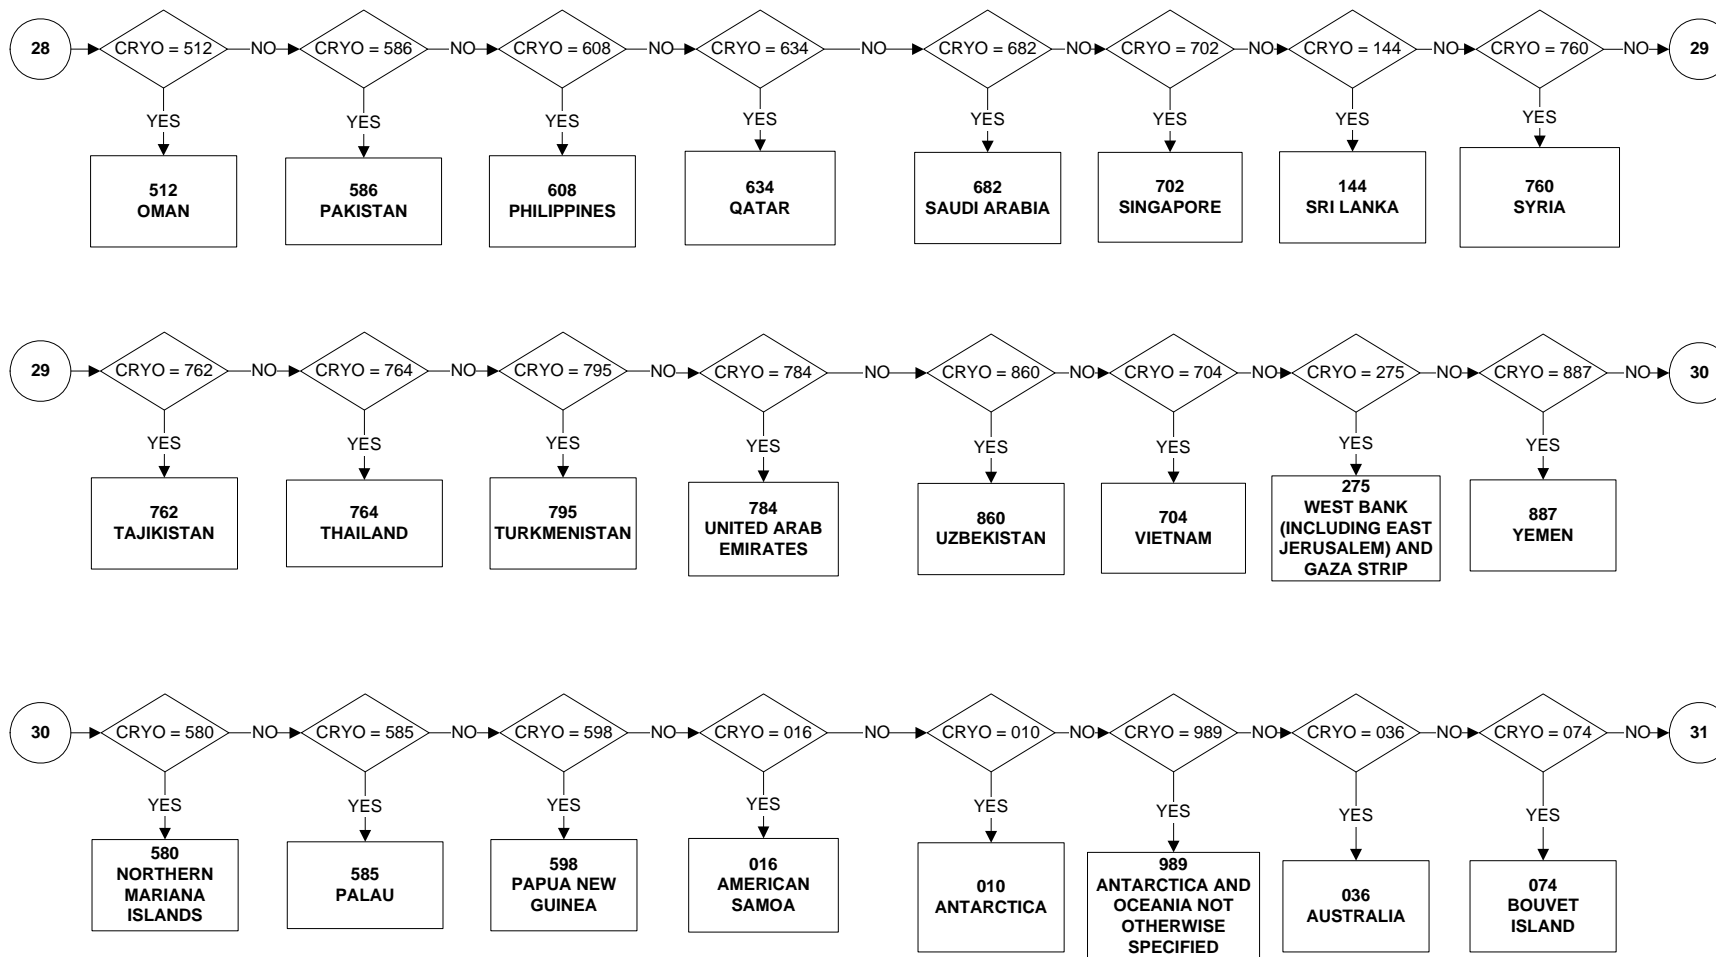 28 CRYO = 512 NO CRYO = 586 NO CRYO = 608 NO CRYO = 634 NO CRYO = 682 NO CRYO = 702 NO CRYO = 144 NO CRYO = 760 NO 29
YES YES YES YES YES YES YES YES
512 586 608 634 682 702 144 760
OMAN PAKISTAN PHILIPPINES QATAR SAUDI ARABIA SINGAPORE SRI LANKA SYRIA
29 CRYO = 762 NO CRYO = 764 NO CRYO = 795 NO CRYO = 784 NO CRYO = 860 NO CRYO = 704 NO CRYO = 275 NO CRYO = 887 NO 30
YES YES YES YES YES YES YES YES
762
TAJIKISTAN
764
THAILAND
795
TURKMENISTAN
784
UNITED ARAB
EMIRATES
860
UZBEKISTAN
704
VIETNAM
275
WEST BANK
(INCLUDING EAST
JERUSALEM) AND
GAZA STRIP
887
YEMEN
30 CRYO = 580 NO CRYO = 585 NO CRYO = 598 NO CRYO = 016 NO CRYO = 010 NO CRYO = 989 NO CRYO = 036 NO CRYO = 074 NO 31
YES YES YES YES YES YES YES YES
580
NORTHERN
MARIANA
ISLANDS
585
PALAU
598
PAPUA NEW
GUINEA
016
AMERICAN
SAMOA
010
ANTARCTICA
989
ANTARCTICA AND
OCEANIA NOT
OTHERWISE
SPECIFIED
036
AUSTRALIA
074
BOUVET
ISLAND